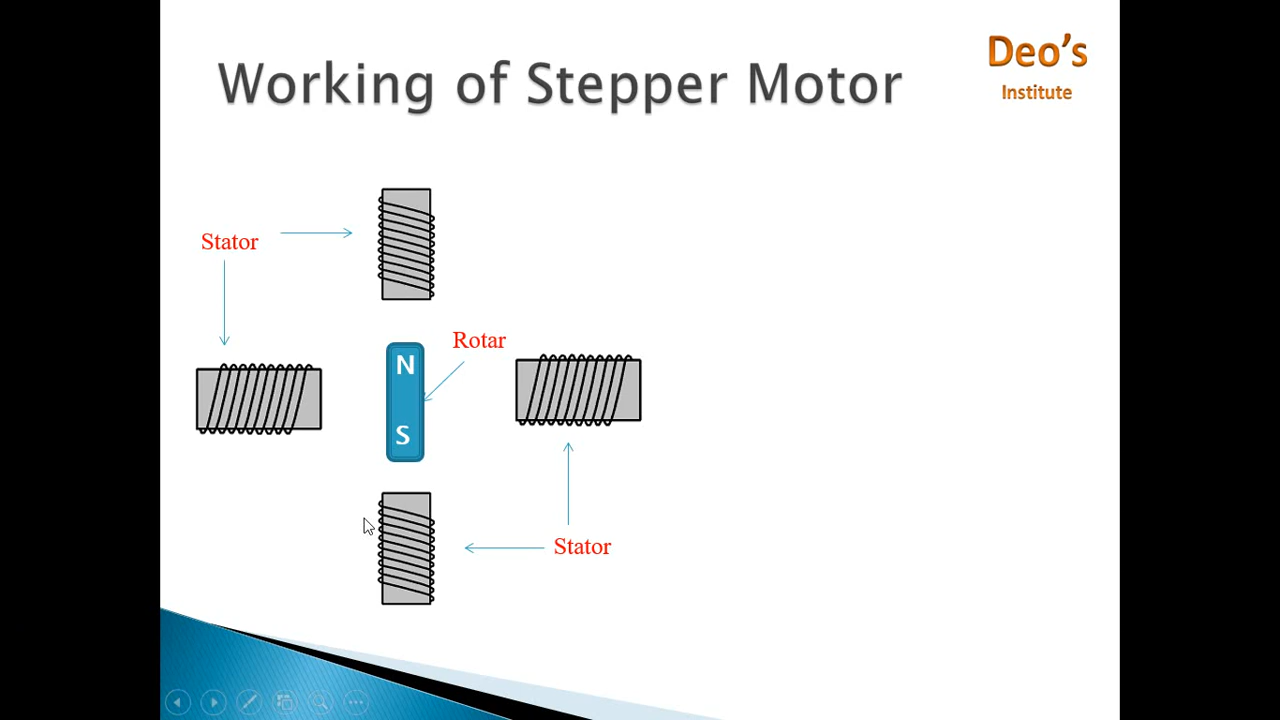 Working of Stepper Motor
Deo's
Institute
Stator
Rotar
N
S
Stator